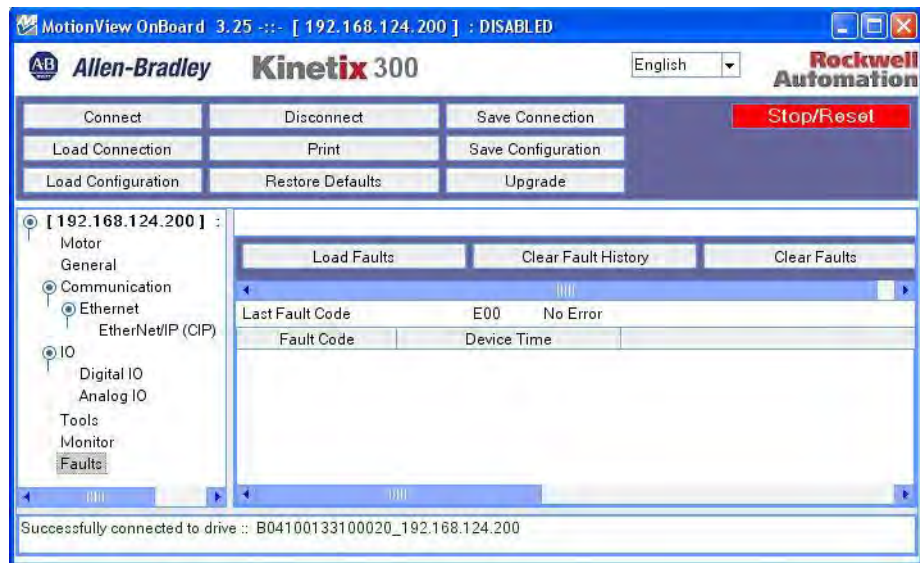 MotionView OnBoard 3.25 -::- [ 192.168.124.200 ] : DISABLED
AB Allen-Bradley Kinetix 300 English Rockwell Automation
Connect Disconnect Save Connection Stop/Reset
Load Connection Print Save Configuration
Load Configuration Restore Defaults Upgrade
[ 192.168.124.200 ] :
Motor
General
Communication
Ethernet
EtherNet/IP (CIP)
IO
Digital IO
Analog IO
Tools
Monitor
Faults
Load Faults Clear Fault History Clear Faults
Last Fault Code E00 No Error
Fault Code Device Time
Successfully connected to drive :: B04100133100020_192.168.124.200